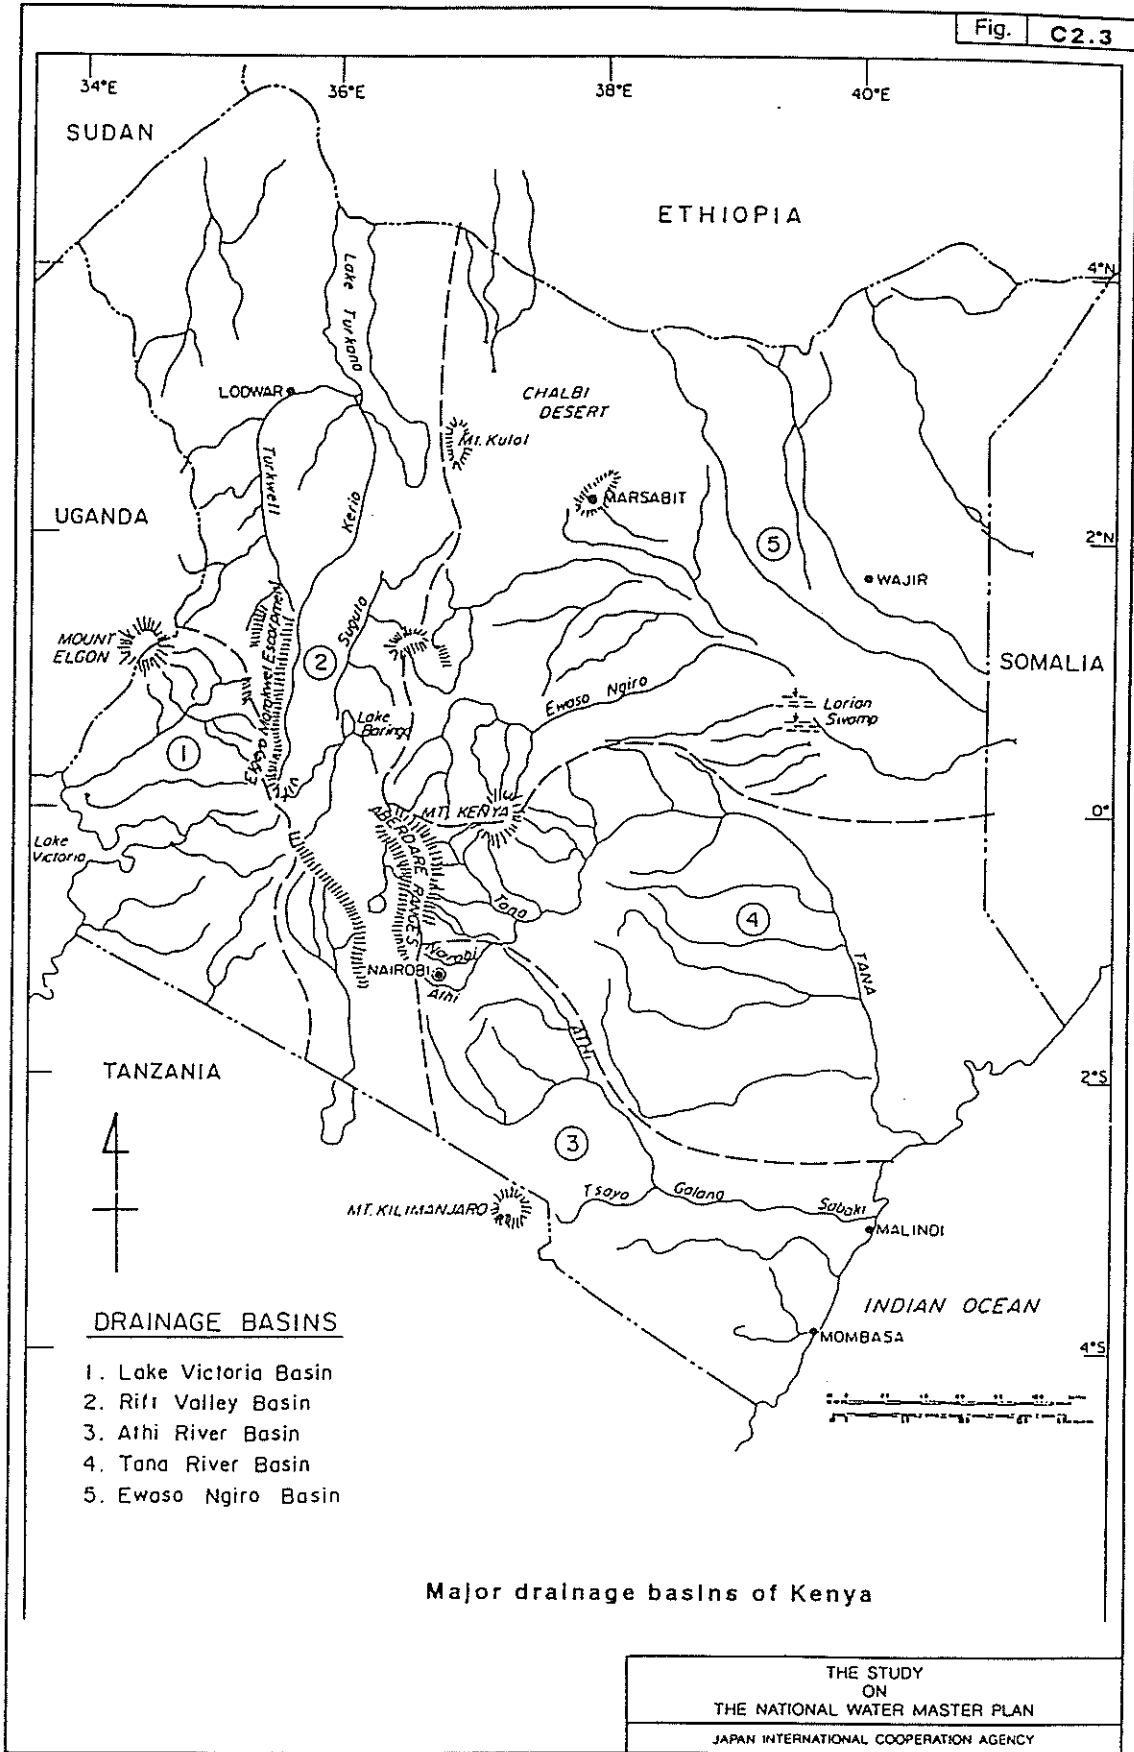 Fig. C2.3
34°E 36°E 38°E 40°E
SUDAN
ETHIOPIA
4°N
Lake Turkana
LODWAR
CHALBI
DESERT
Mt. Kulal
Turkwell
Kerio
MARSABIT
UGANDA
2°N
5
WAJIR
Suguta
MOUNT
ELGON
2
Elgeyo Marakwet Escarpment
SOMALIA
Ewaso Ngiro
Lorian
Swamp
Lake
Baringo
1
MT. KENYA
0°
ABERDARE RANGES
Lake
Victoria
Tana
4
Nairobi
NAIROBI
TANA
Athi
ATHI
TANZANIA
2°S
3
Tsavo
Galana
Sabaki
MT. KILIMANJARO
MALINDI
INDIAN OCEAN
MOMBASA
4°S
DRAINAGE BASINS
1. Lake Victoria Basin
2. Rift Valley Basin
3. Athi River Basin
4. Tana River Basin
5. Ewaso Ngiro Basin
Major drainage basins of Kenya
THE STUDY
ON
THE NATIONAL WATER MASTER PLAN
JAPAN INTERNATIONAL COOPERATION AGENCY